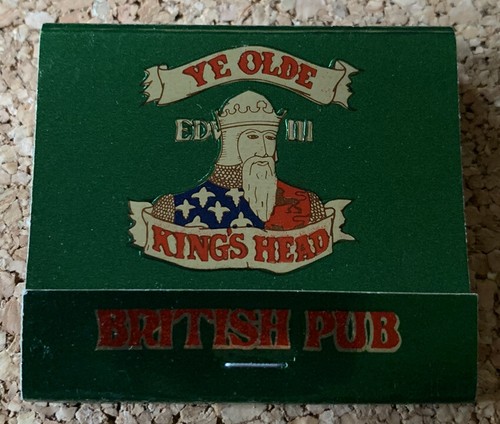 YE OLDE
EDW III
KING'S HEAD
BRITISH PUB